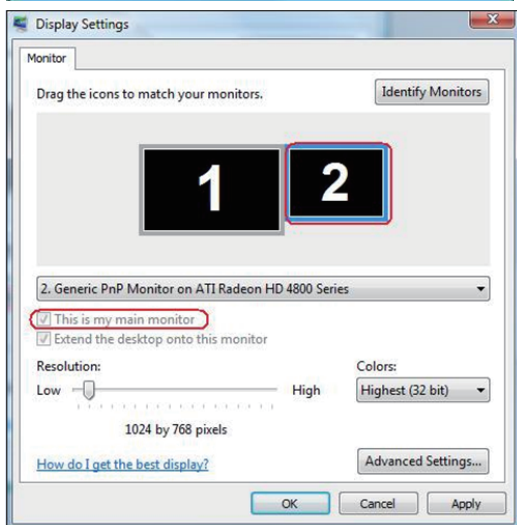 Display Settings
Monitor
Drag the icons to match your monitors.
Identify Monitors
1
2
2. Generic PnP Monitor on ATI Radeon HD 4800 Series
This is my main monitor
Extend the desktop onto this monitor
Resolution:
Colors:
Low
High
Highest (32 bit)
1024 by 768 pixels
How do I get the best display?
Advanced Settings...
OK
Cancel
Apply